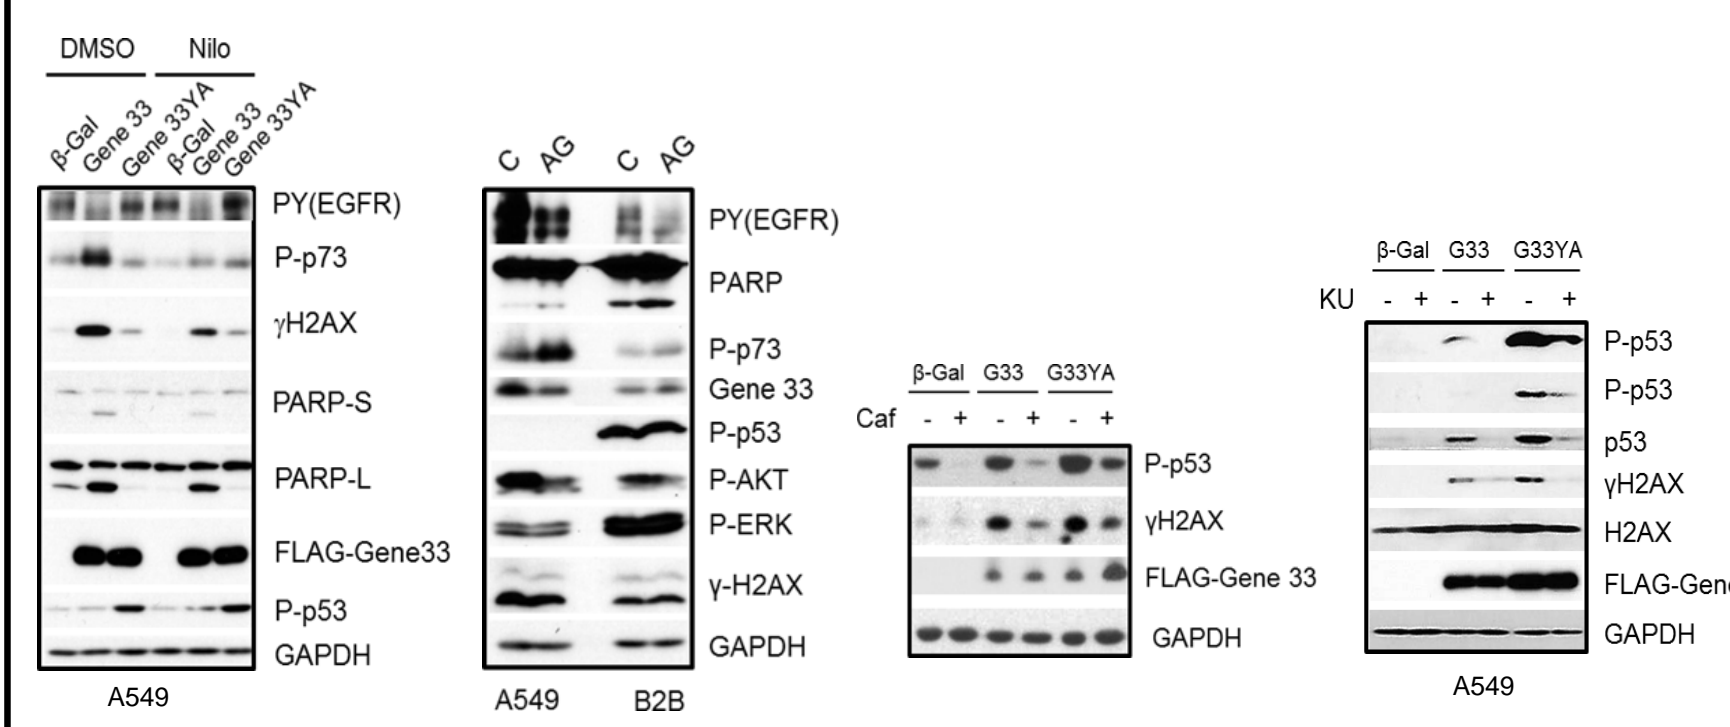 DMSO Nilo
β-Gal Gene 33 Gene 33YA β-Gal Gene 33 Gene 33YA
PY(EGFR)
P-p73
γH2AX
PARP-S
PARP-L
FLAG-Gene33
P-p53
GAPDH
A549
C AG C AG
PY(EGFR)
PARP
P-p73
Gene 33
P-p53
P-AKT
P-ERK
γ-H2AX
GAPDH
A549 B2B
β-Gal G33 G33YA
Caf - + - + - +
P-p53
γH2AX
FLAG-Gene 33
GAPDH
β-Gal G33 G33YA
KU - + - + - +
P-p53
P-p53
p53
γH2AX
H2AX
FLAG-Gen
GAPDH
A549